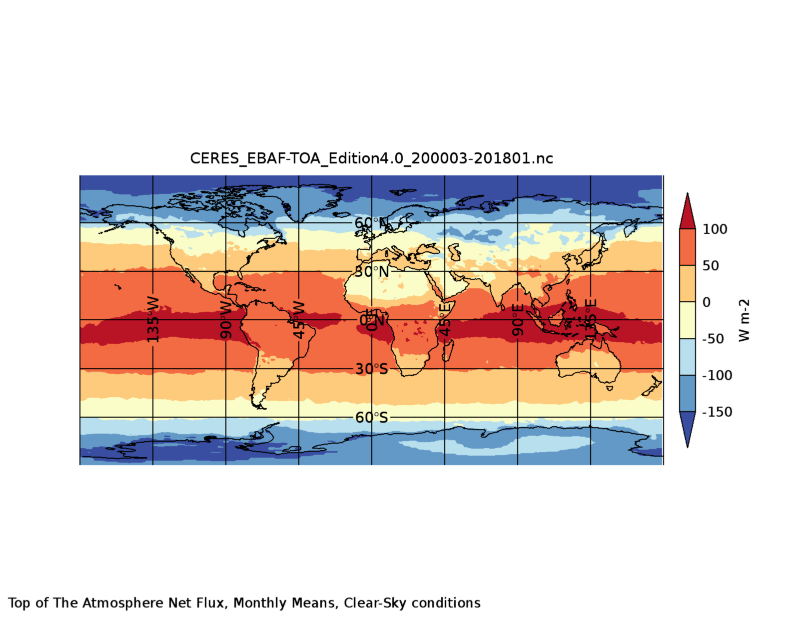 CERES_EBAF-TOA_Edition4.0_200003-201801.nc
60°N
30°N
0°N
30°S
60°S
135°W
90°W
45°W
0°E
45°E
90°E
135°E
100
50
0
-50
-100
-150
W m-2
Top of The Atmosphere Net Flux, Monthly Means, Clear-Sky conditions